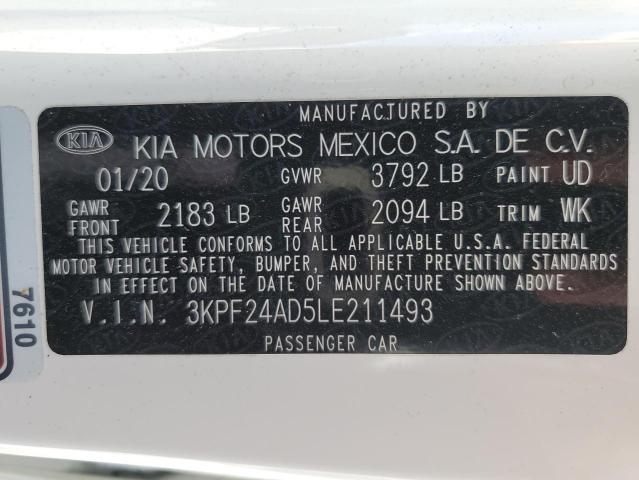 MANUFACTURED BY
KIA KIA MOTORS MEXICO S.A. DE C.V.
01/20 GVWR 3792 LB PAINT UD
GAWR FRONT 2183 LB GAWR REAR 2094 LB TRIM WK
THIS VEHICLE CONFORMS TO ALL APPLICABLE U.S.A. FEDERAL
MOTOR VEHICLE SAFETY, BUMPER, AND THEFT PREVENTION STANDARDS
IN EFFECT ON THE DATE OF MANUFACTURE SHOWN ABOVE.
V.I.N. 3KPF24AD5LE211493
PASSENGER CAR
7610